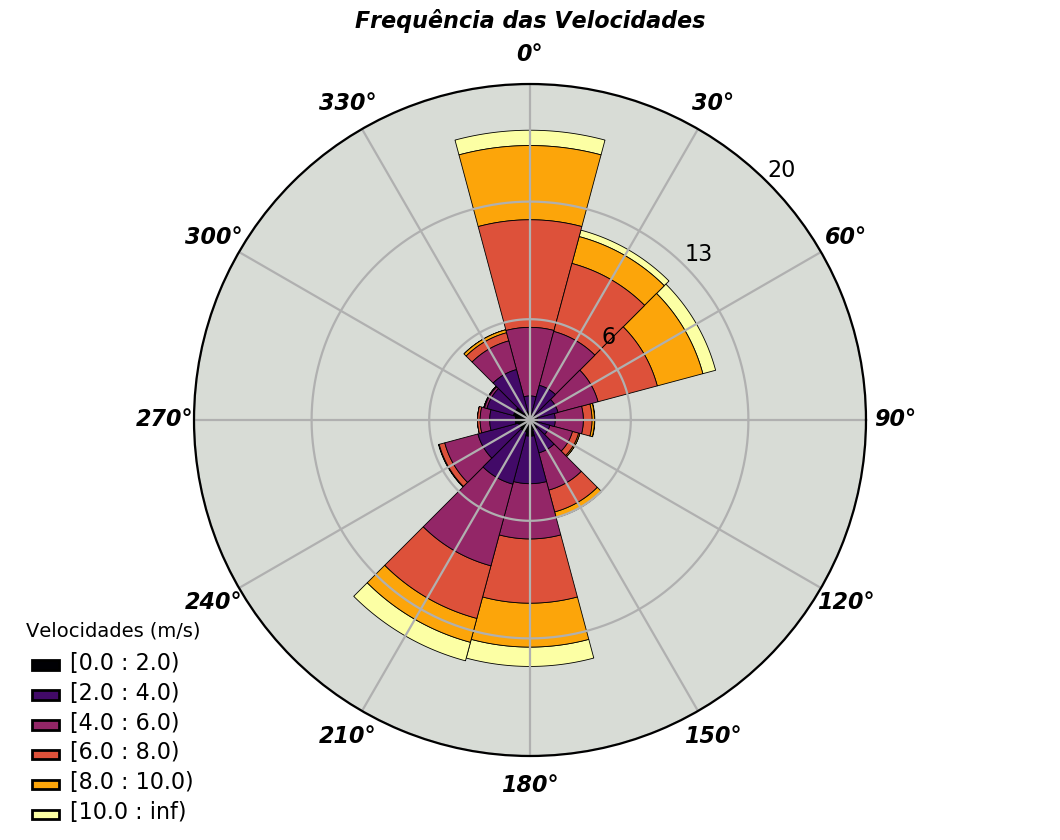 Frequência das Velocidades
0°
330°
30°
20
300°
60°
13
6
270°
90°
240°
120°
210°
150°
180°
Velocidades (m/s)
[0.0 : 2.0)
[2.0 : 4.0)
[4.0 : 6.0)
[6.0 : 8.0)
[8.0 : 10.0)
[10.0 : inf)